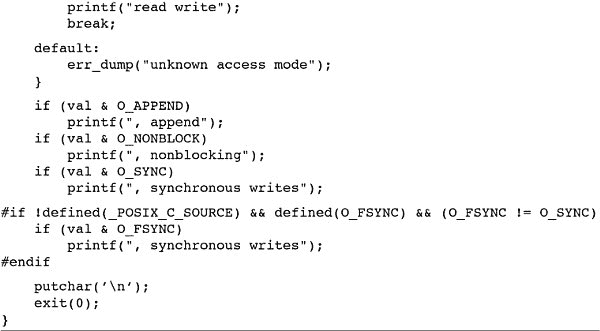 printf("read write");
break;
default:
err_dump("unknown access mode");
}
if (val & O_APPEND)
printf(", append");
if (val & O_NONBLOCK)
printf(", nonblocking");
if (val & O_SYNC)
printf(", synchronous writes");
#if !defined(_POSIX_C_SOURCE) && defined(O_FSYNC) && (O_FSYNC != O_SYNC)
if (val & O_FSYNC)
printf(", synchronous writes");
#endif
putchar(’\n‘);
exit(0);
}